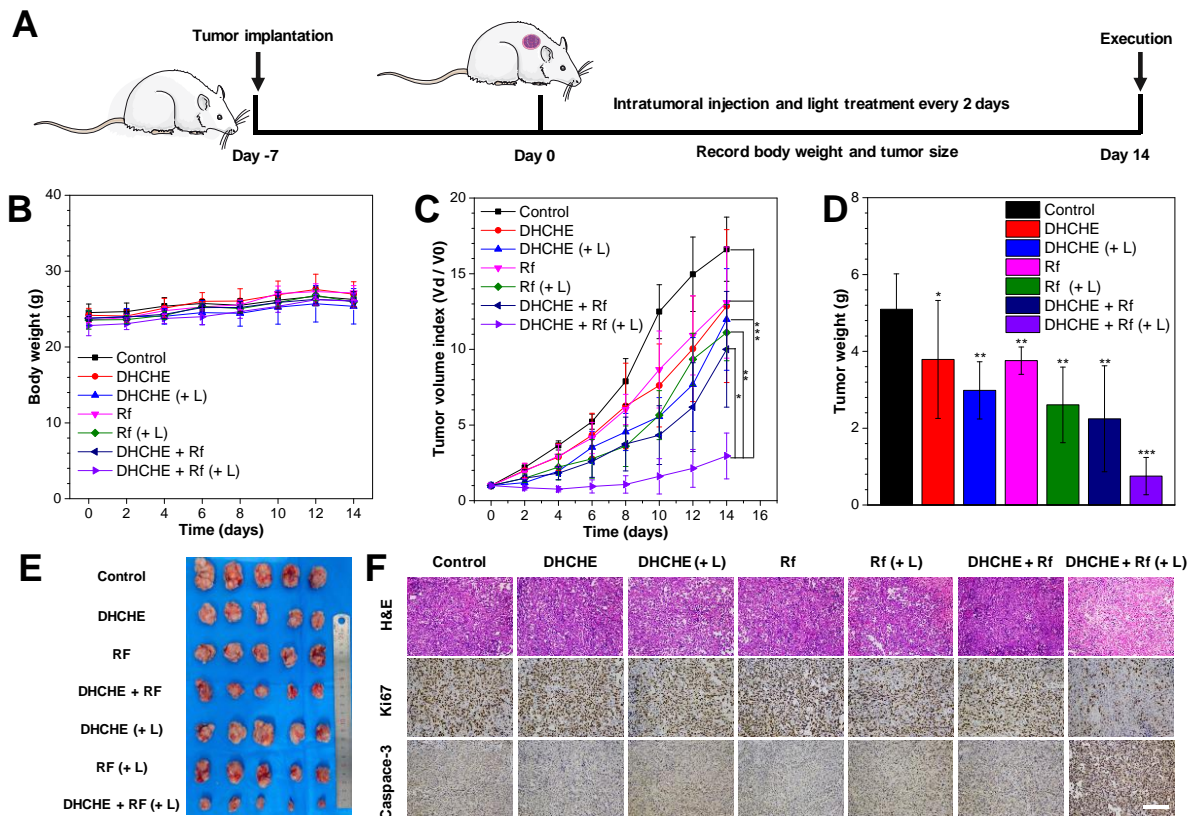 A
Tumor implantation
Execution
Intratumoral injection and light treatment every 2 days
Day -7
Day 0
Record body weight and tumor size
Day 14
B
Body weight (g)
40
30
20
10
0
Control
DHCHE
DHCHE (+ L)
Rf
Rf (+ L)
DHCHE + Rf
DHCHE + Rf (+ L)
0 2 4 6 8 10 12 14
Time (days)
C
Tumor volume index (Vd / V0)
20
15
10
5
0
Control
DHCHE
DHCHE (+ L)
Rf
Rf (+ L)
DHCHE + Rf
DHCHE + Rf (+ L)
***
**
*
0 2 4 6 8 10 12 14 16
Time (days)
D
Tumor weight (g)
8
6
4
2
0
Control
DHCHE
DHCHE (+ L)
Rf
Rf (+ L)
DHCHE + Rf
DHCHE + Rf (+ L)
* ** ** ** ** ***
E
Control
DHCHE
RF
DHCHE + RF
DHCHE (+ L)
RF (+ L)
DHCHE + RF (+ L)
F
Control DHCHE DHCHE (+ L) Rf Rf (+ L) DHCHE + Rf DHCHE + Rf (+ L)
H&E
Ki67
Caspace-3